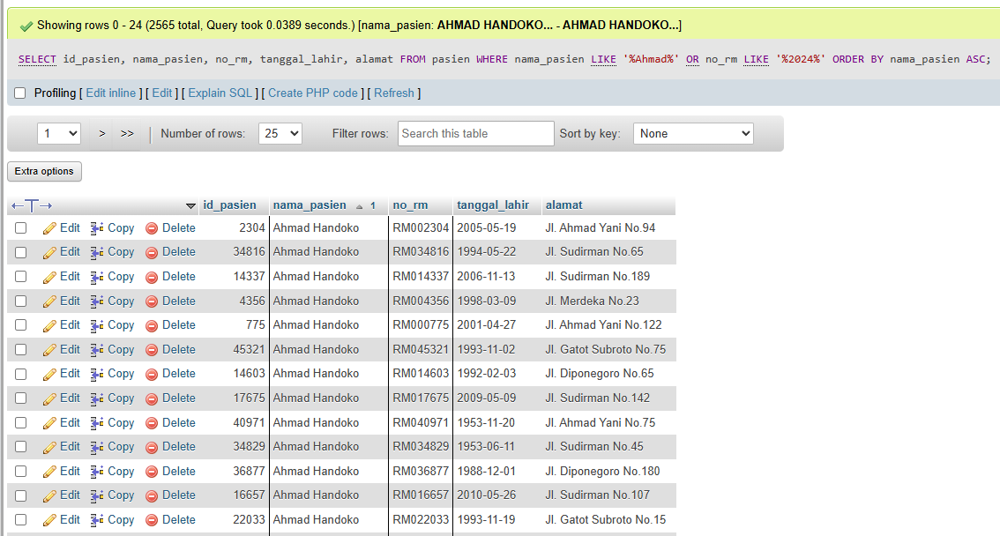 Showing rows 0 - 24 (2565 total, Query took 0.0389 seconds.) [nama_pasien: AHMAD HANDOKO... - AHMAD HANDOKO...]
SELECT id_pasien, nama_pasien, no_rm, tanggal_lahir, alamat FROM pasien WHERE nama_pasien LIKE '%Ahmad%' OR no_rm LIKE '%2024%' ORDER BY nama_pasien ASC;
Profiling [ Edit inline ] [ Edit ] [ Explain SQL ] [ Create PHP code ] [ Refresh ]
1 > >> | Number of rows: 25 Filter rows: Search this table Sort by key: None
Extra options
←T→ id_pasien nama_pasien 1 no_rm tanggal_lahir alamat
Edit Copy Delete 2304 Ahmad Handoko RM002304 2005-05-19 Jl. Ahmad Yani No.94
Edit Copy Delete 34816 Ahmad Handoko RM034816 1994-05-22 Jl. Sudirman No.65
Edit Copy Delete 14337 Ahmad Handoko RM014337 2006-11-13 Jl. Sudirman No.189
Edit Copy Delete 4356 Ahmad Handoko RM004356 1998-03-09 Jl. Merdeka No.23
Edit Copy Delete 775 Ahmad Handoko RM000775 2001-04-27 Jl. Ahmad Yani No.122
Edit Copy Delete 45321 Ahmad Handoko RM045321 1993-11-02 Jl. Gatot Subroto No.75
Edit Copy Delete 14603 Ahmad Handoko RM014603 1992-02-03 Jl. Diponegoro No.65
Edit Copy Delete 17675 Ahmad Handoko RM017675 2009-05-09 Jl. Sudirman No.142
Edit Copy Delete 40971 Ahmad Handoko RM040971 1953-11-20 Jl. Ahmad Yani No.75
Edit Copy Delete 34829 Ahmad Handoko RM034829 1953-06-11 Jl. Sudirman No.45
Edit Copy Delete 36877 Ahmad Handoko RM036877 1988-12-01 Jl. Diponegoro No.180
Edit Copy Delete 16657 Ahmad Handoko RM016657 2010-05-26 Jl. Sudirman No.107
Edit Copy Delete 22033 Ahmad Handoko RM022033 1993-11-19 Jl. Gatot Subroto No.15